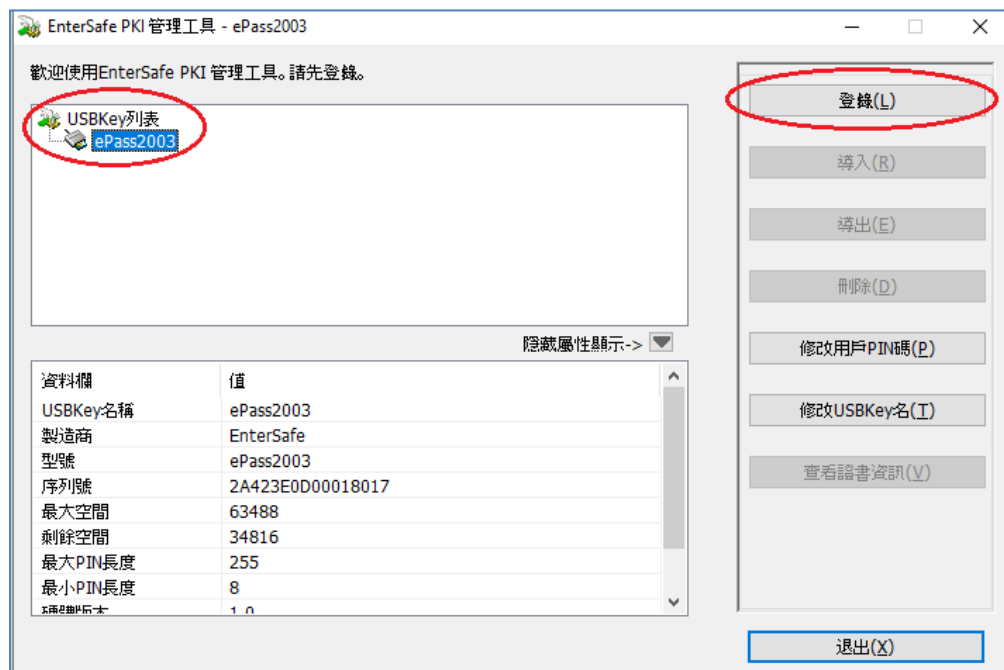 EnterSafe PKI 管理工具 - ePass2003
歡迎使用EnterSafe PKI 管理工具。請先登錄。
USBKey列表
ePass2003
登錄(L)
導入(R)
導出(E)
刪除(D)
隱藏屬性顯示->
修改用戶PIN碼(P)
修改USBKey名(T)
查看證書資訊(V)
資料欄 值
USBKey名稱 ePass2003
製造商 EnterSafe
型號 ePass2003
序列號 2A423E0D00018017
最大空間 63488
剩餘空間 34816
最大PIN長度 255
最小PIN長度 8
硬體版本 1.0
退出(X)